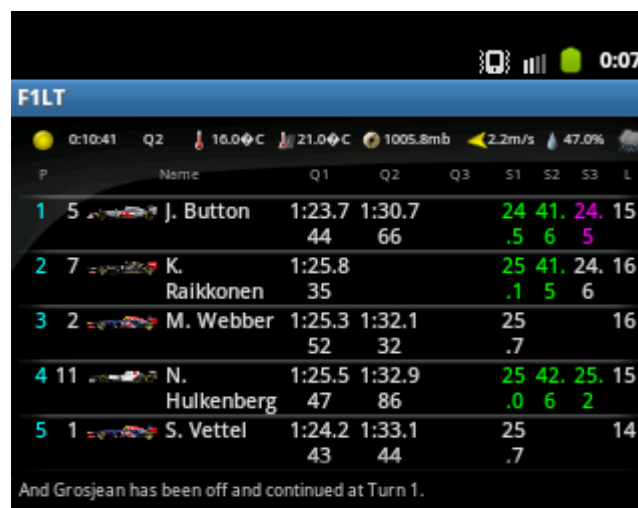 0:07
F1LT
0:10:41 Q2 16.0�C 21.0�C 1005.8mb 2.2m/s 47.0%
P Name Q1 Q2 Q3 S1 S2 S3 L
1 5 J. Button 1:23.7 1:30.7 24 41. 24. 15
44 66 .5 6 5
2 7 K. 1:25.8 25 41. 24. 16
Raikkonen 35 .1 5 6
3 2 M. Webber 1:25.3 1:32.1 25 16
52 32 .7
4 11 N. 1:25.5 1:32.9 25 42. 25. 15
Hulkenberg 47 86 .0 6 2
5 1 S. Vettel 1:24.2 1:33.1 25 14
43 44 .7
And Grosjean has been off and continued at Turn 1.